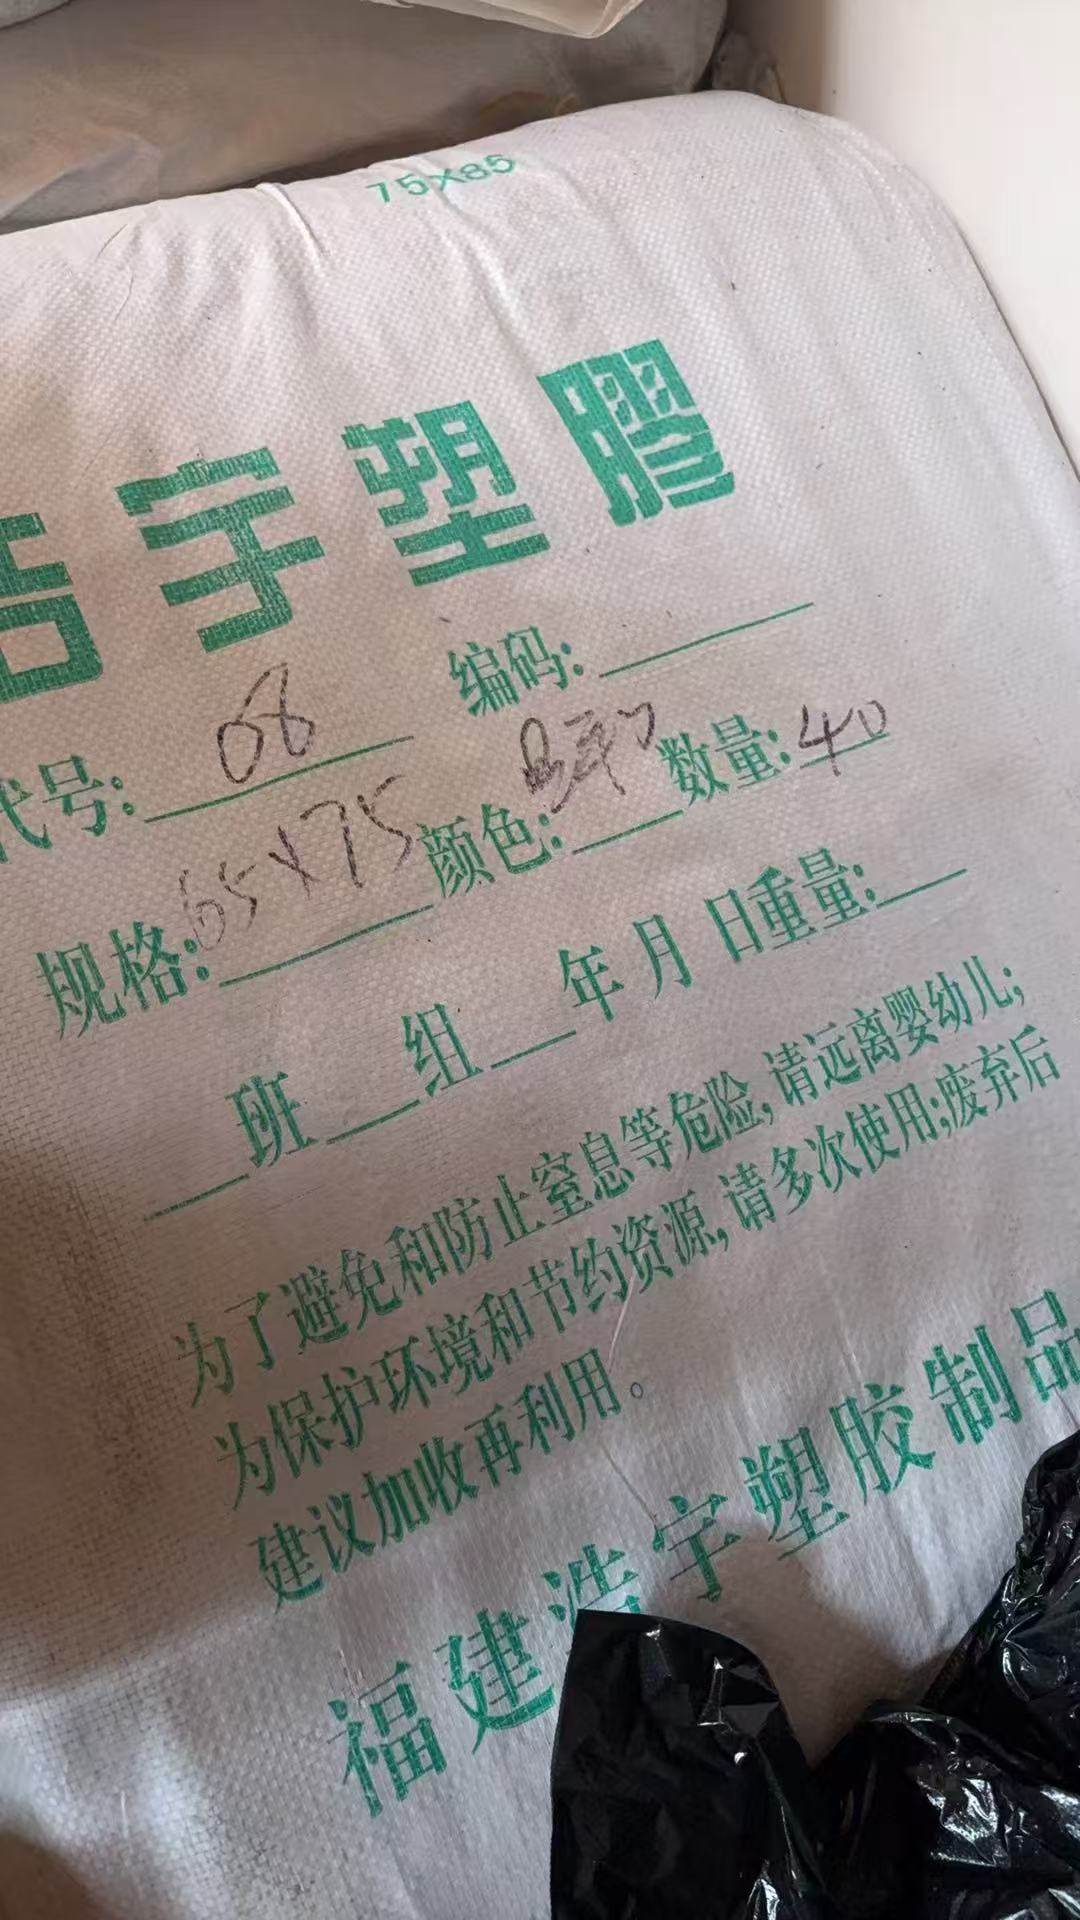 75X85
浩宇塑膠
代号: 08 编码:
规格: 65X75 颜色: 数量: 40
班 组 年 月 日 重量:
为了避免和防止窒息等危险,请远离婴幼儿;
为保护环境和节约资源,请多次使用;废弃后
建议加收再利用。
福建浩宇塑胶制品